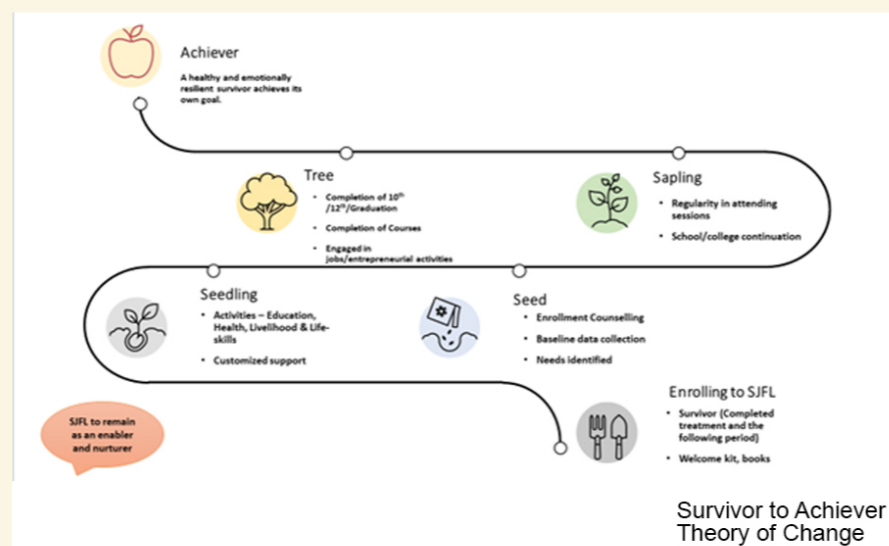 Achiever
A healthy and emotionally
resilient survivor achieves its
own goal.
Tree
• Completion of 10th
/12th/Graduation
• Completion of Courses
• Engaged in
jobs/entrepreneurial activities
Sapling
• Regularity in attending
sessions
• School/college continuation
Seedling
• Activities – Education,
Health, Livelihood & Life-
skills
• Customized support
Seed
• Enrollment Counselling
• Baseline data collection
• Needs identified
Enrolling to SJFL
• Survivor (Completed
treatment and the
following period)
• Welcome kit, books
SJFL to remain
as an enabler
and nurturer
Survivor to Achiever
Theory of Change